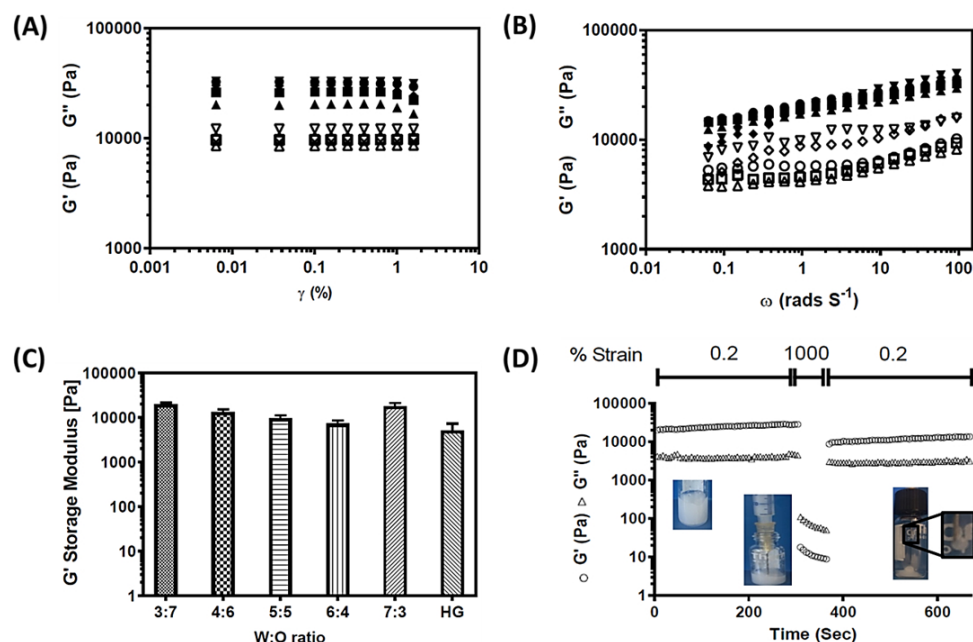 (A)
100000
10000
1000
G' (Pa) G'' (Pa)
0.001 0.01 0.1 1 10
γ (%)
(B)
100000
10000
1000
G' (Pa) G'' (Pa)
0.01 0.1 1 10 100
ω (rads S⁻¹)
(C)
G' Storage Modulus [Pa]
100000
10000
1000
100
10
1
3:7 4:6 5:5 6:4 7:3 HG
W:O ratio
(D)
% Strain 0.2 1000 0.2
100000
10000
1000
100
10
1
○ G' (Pa) △ G'' (Pa)
0 200 400 600
Time (Sec)